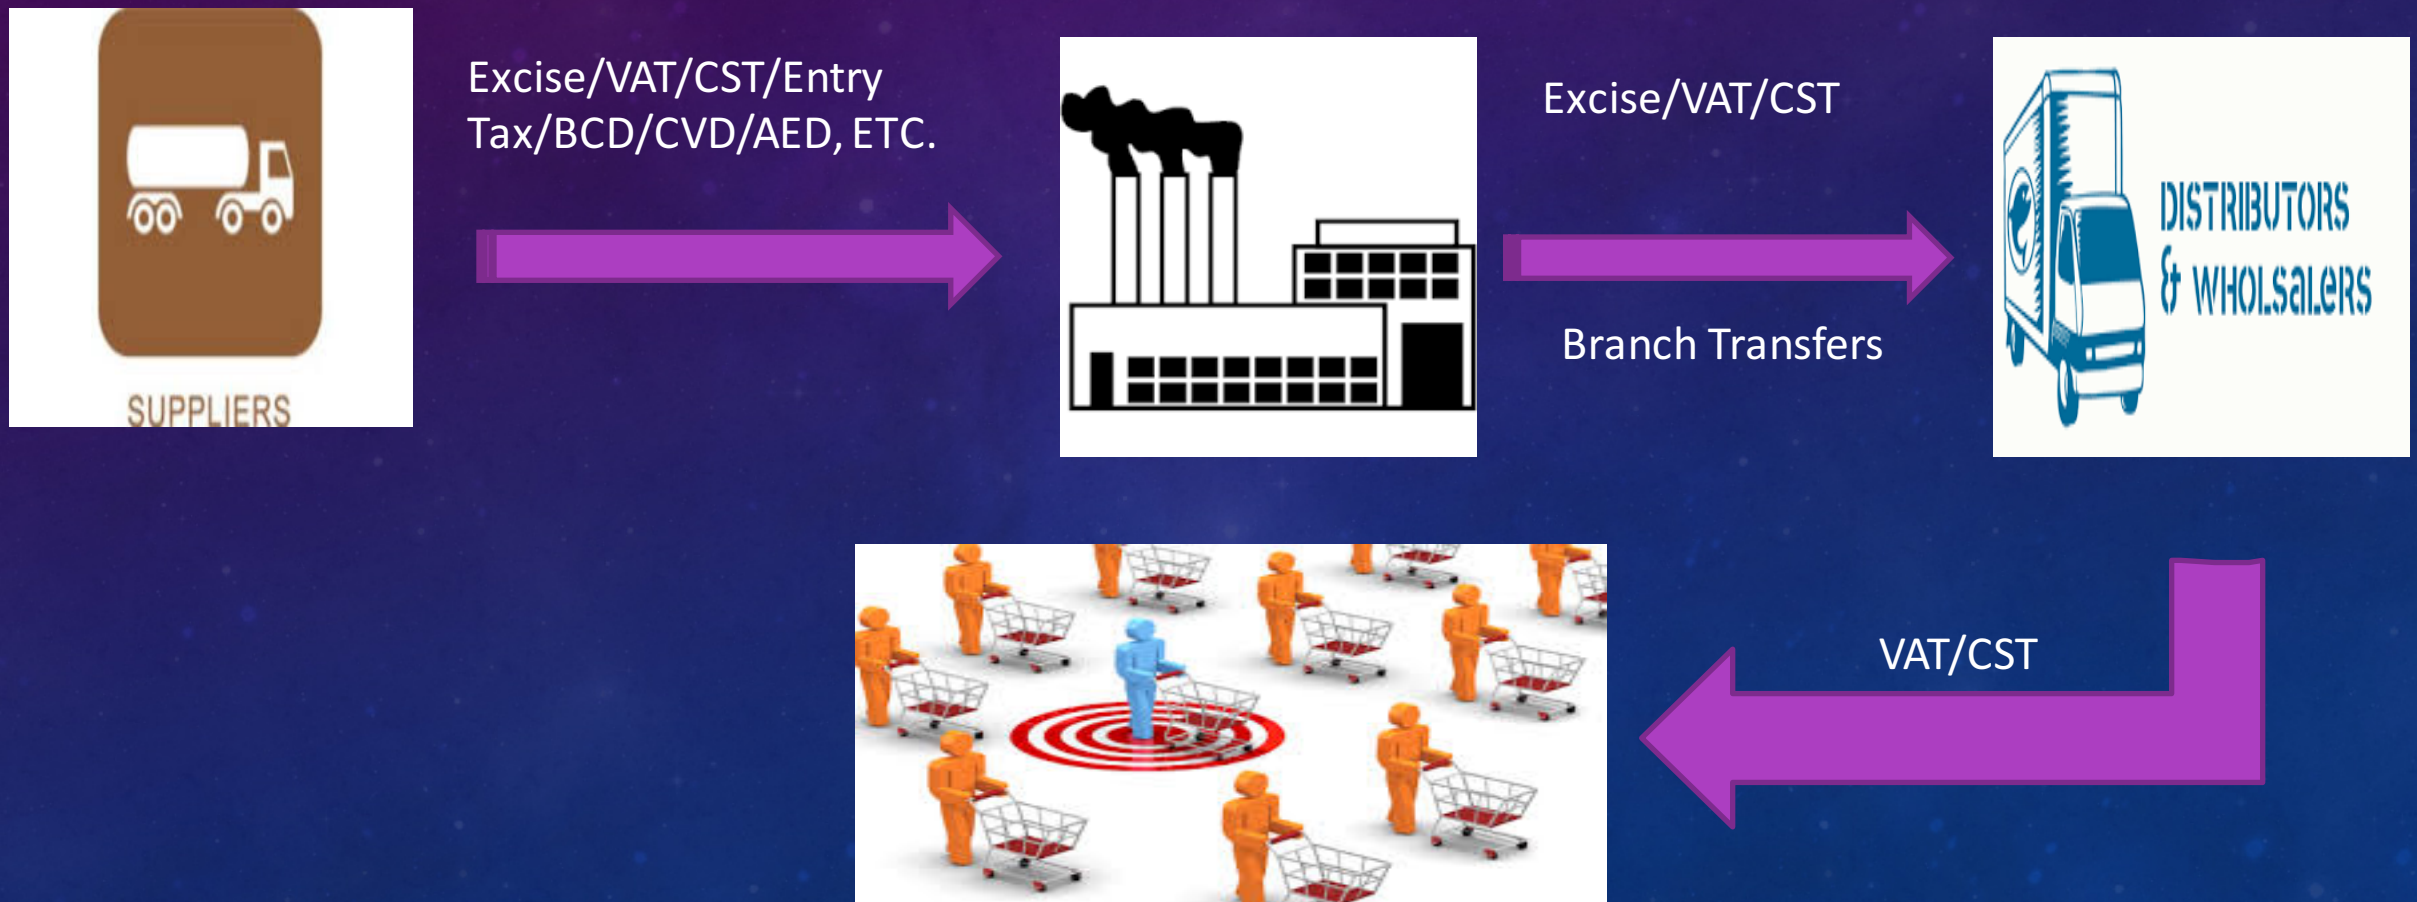 SUPPLIERS
Excise/VAT/CST/Entry
Tax/BCD/CVD/AED, ETC.
Excise/VAT/CST
Branch Transfers
DISTRIBUTORS
& WHOLSALERS
VAT/CST